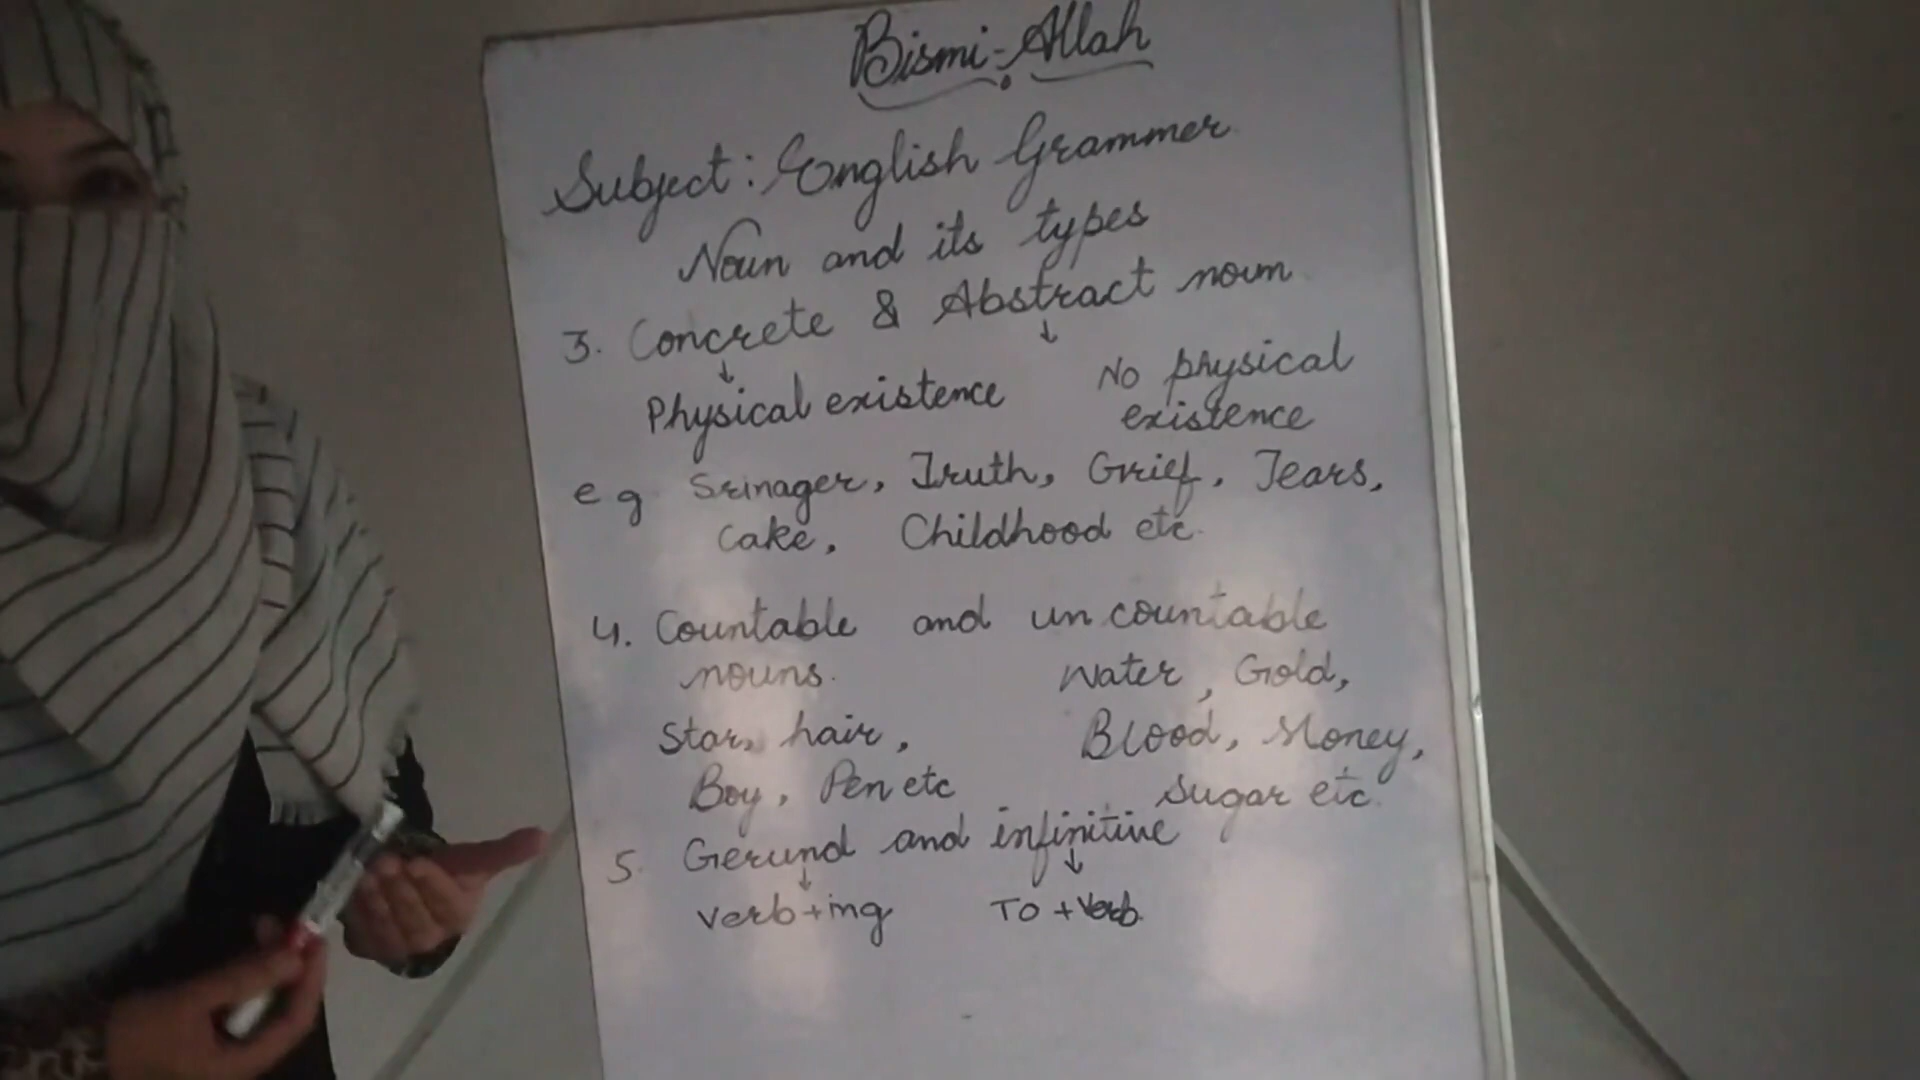 Bismi-Allah
Subject: English Grammer
Noun and its types
3. Concrete & Abstract noun
↓ ↓
Physical existence No physical
existence
eg Srinager, Truth, Grief, Tears,
Cake, Childhood etc.
4. Countable and un countable
nouns. Water, Gold,
Star, hair, Blood, Money,
Boy, Pen etc Sugar etc.
5. Gerund and infinitive
↓ ↓
Verb+ing To + Verb.